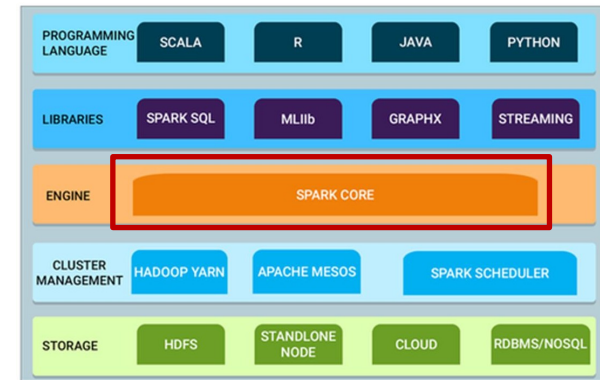 PROGRAMMING
LANGUAGE
SCALA
R
JAVA
PYTHON
LIBRARIES
SPARK SQL
MLIIb
GRAPHX
STREAMING
ENGINE
SPARK CORE
CLUSTER
MANAGEMENT
HADOOP YARN
APACHE MESOS
SPARK SCHEDULER
STORAGE
HDFS
STANDLONE
NODE
CLOUD
RDBMS/NOSQL